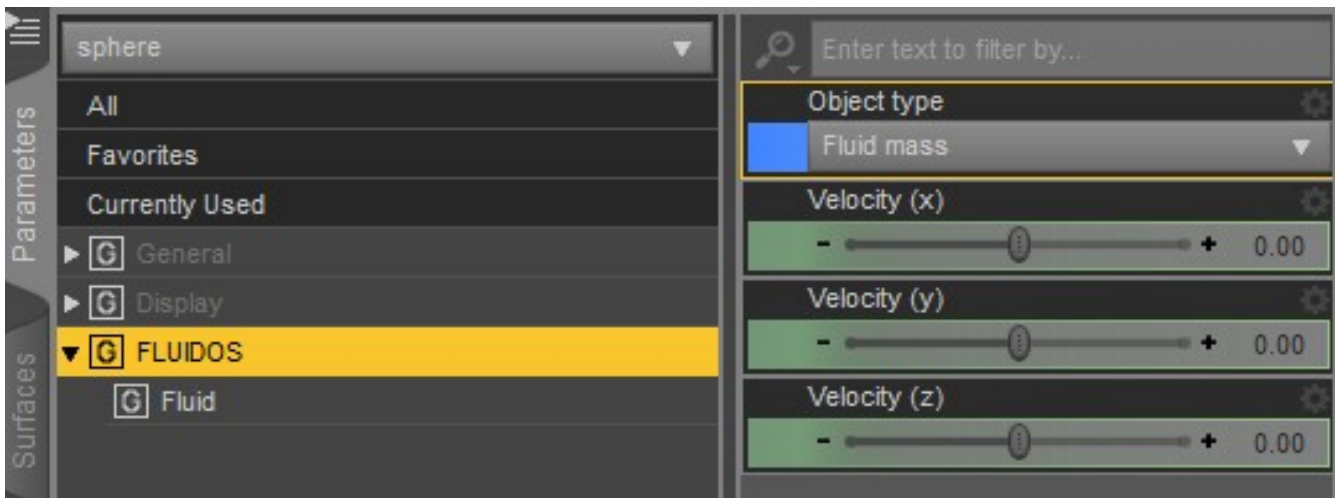 Parameters
Surfaces
sphere
All
Favorites
Currently Used
G General
G Display
G FLUIDOS
G Fluid
Enter text to filter by...
Object type
Fluid mass
Velocity (x)
- + 0.00
Velocity (y)
- + 0.00
Velocity (z)
- + 0.00